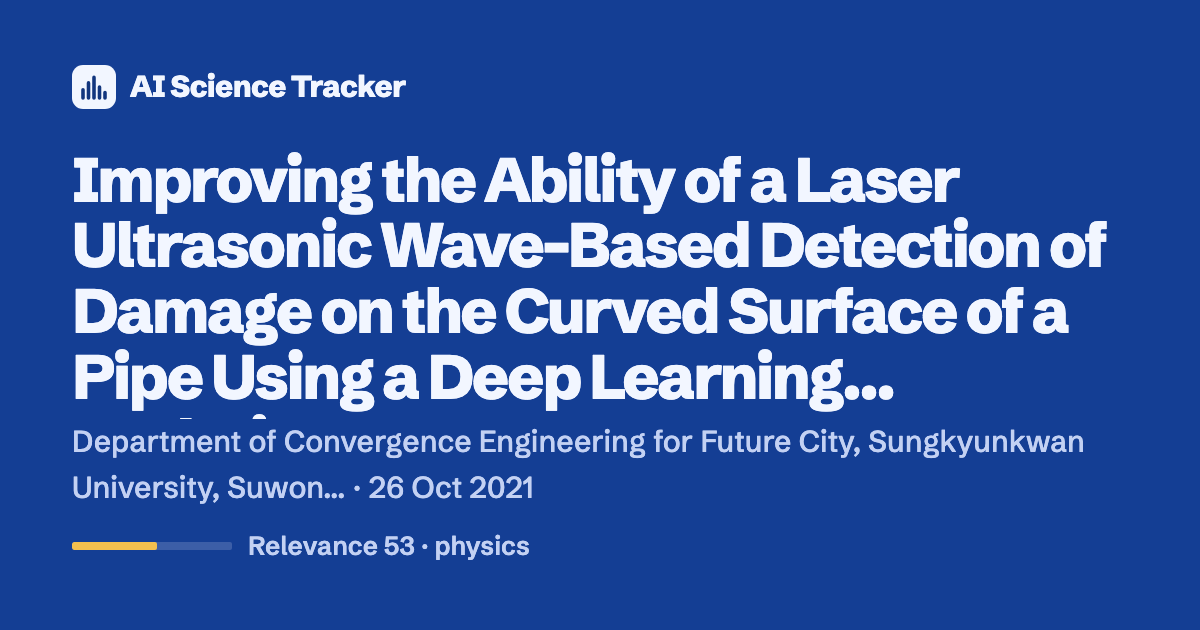 AI Science Tracker
Improving the Ability of a Laser
Ultrasonic Wave-Based Detection of
Damage on the Curved Surface of a
Pipe Using a Deep Learning...
Department of Convergence Engineering for Future City, Sungkyunkwan
University, Suwon... · 26 Oct 2021
Relevance 53 · physics